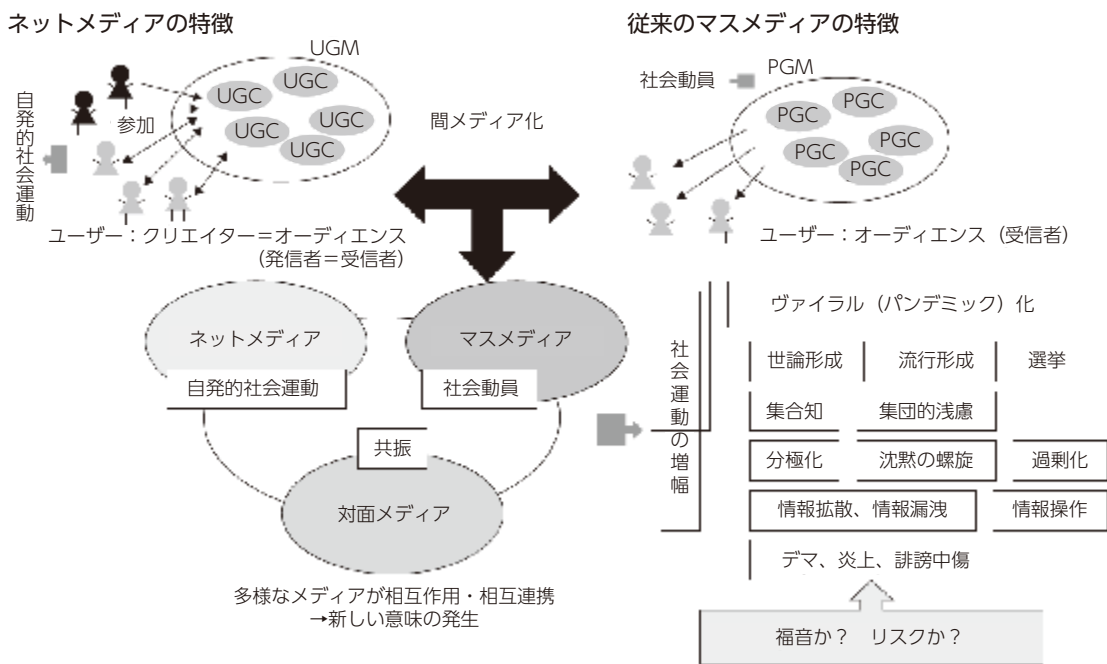 ネットメディアの特徴
UGM
UGC
UGC
UGC
UGC
UGC
参加
自発的社会運動
ユーザー：クリエイター＝オーディエンス
（発信者＝受信者）
間メディア化
従来のマスメディアの特徴
社会動員
PGM
PGC
PGC
PGC
PGC
PGC
ユーザー：オーディエンス（受信者）
ネットメディア
自発的社会運動
マスメディア
社会動員
共振
対面メディア
多様なメディアが相互作用・相互連携
→新しい意味の発生
社会運動の増幅
ヴァイラル（パンデミック）化
世論形成
流行形成
選挙
集合知
集団的浅慮
分極化
沈黙の螺旋
過剰化
情報拡散、情報漏洩
情報操作
デマ、炎上、誹謗中傷
福音か？　リスクか？